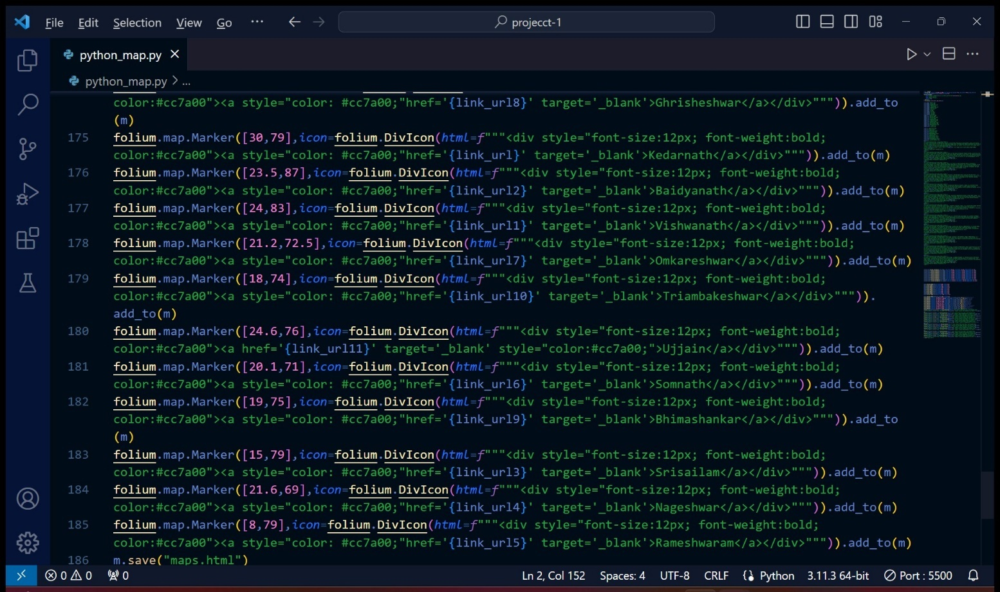 File Edit Selection View Go ··· projecct-1
python_map.py
python_map.py > ...
color:#cc7a00"><a style="color: #cc7a00;"href='{link_url8}' target='_blank'>Ghrisheshwar</a></div>""")).add_to
(m)
175 folium.map.Marker([30,79],icon=folium.DivIcon(html=f"""<div style="font-size:12px; font-weight:bold;
color:#cc7a00"><a style="color: #cc7a00;"href='{link_url}' target='_blank'>Kedarnath</a></div>""")).add_to(m)
176 folium.map.Marker([23.5,87],icon=folium.DivIcon(html=f"""<div style="font-size:12px; font-weight:bold;
color:#cc7a00"><a style="color: #cc7a00;"href='{link_url2}' target='_blank'>Baidyanath</a></div>""")).add_to(m)
177 folium.map.Marker([24,83],icon=folium.DivIcon(html=f"""<div style="font-size:12px; font-weight:bold;
color:#cc7a00"><a style="color: #cc7a00;"href='{link_url1}' target='_blank'>Vishwanath</a></div>""")).add_to(m)
178 folium.map.Marker([21.2,72.5],icon=folium.DivIcon(html=f"""<div style="font-size:12px; font-weight:bold;
color:#cc7a00"><a style="color: #cc7a00;"href='{link_url7}' target='_blank'>Omkareshwar</a></div>""")).add_to(m)
179 folium.map.Marker([18,74],icon=folium.DivIcon(html=f"""<div style="font-size:12px; font-weight:bold;
color:#cc7a00"><a style="color: #cc7a00;"href='{link_url10}' target='_blank'>Triambakeshwar</a></div>""")).
add_to(m)
180 folium.map.Marker([24.6,76],icon=folium.DivIcon(html=f"""<div style="font-size:12px; font-weight:bold;
color:#cc7a00"><a href='{link_url11}' target='_blank' style="color:#cc7a00;">Ujjain</a></div>""")).add_to(m)
181 folium.map.Marker([20.1,71],icon=folium.DivIcon(html=f"""<div style="font-size:12px; font-weight:bold;
color:#cc7a00"><a style="color: #cc7a00;"href='{link_url6}' target='_blank'>Somnath</a></div>""")).add_to(m)
182 folium.map.Marker([19,75],icon=folium.DivIcon(html=f"""<div style="font-size:12px; font-weight:bold;
color:#cc7a00"><a style="color: #cc7a00;"href='{link_url9}' target='_blank'>Bhimashankar</a></div>""")).add_to
(m)
183 folium.map.Marker([15,79],icon=folium.DivIcon(html=f"""<div style="font-size:12px; font-weight:bold;
color:#cc7a00"><a style="color: #cc7a00;"href='{link_url3}' target='_blank'>Srisailam</a></div>""")).add_to(m)
184 folium.map.Marker([21.6,69],icon=folium.DivIcon(html=f"""<div style="font-size:12px; font-weight:bold;
color:#cc7a00"><a style="color: #cc7a00;"href='{link_url4}' target='_blank'>Nageshwar</a></div>""")).add_to(m)
185 folium.map.Marker([8,79],icon=folium.DivIcon(html=f"""<div style="font-size:12px; font-weight:bold;
color:#cc7a00"><a style="color: #cc7a00;"href='{link_url5}' target='_blank'>Rameshwaram</a></div>""")).add_to(m)
186 m.save("maps.html")
0 0 0 Ln 2, Col 152 Spaces: 4 UTF-8 CRLF Python 3.11.3 64-bit Port : 5500